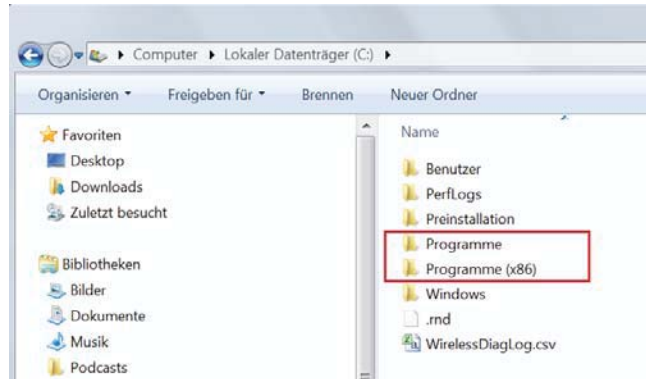 Computer Lokaler Datenträger (C:)
Organisieren Freigeben für Brennen Neuer Ordner
Favoriten
Desktop
Downloads
Zuletzt besucht
Bibliotheken
Bilder
Dokumente
Musik
Podcasts
Name
Benutzer
PerfLogs
Preinstallation
Programme
Programme (x86)
Windows
.rnd
WirelessDiagLog.csv